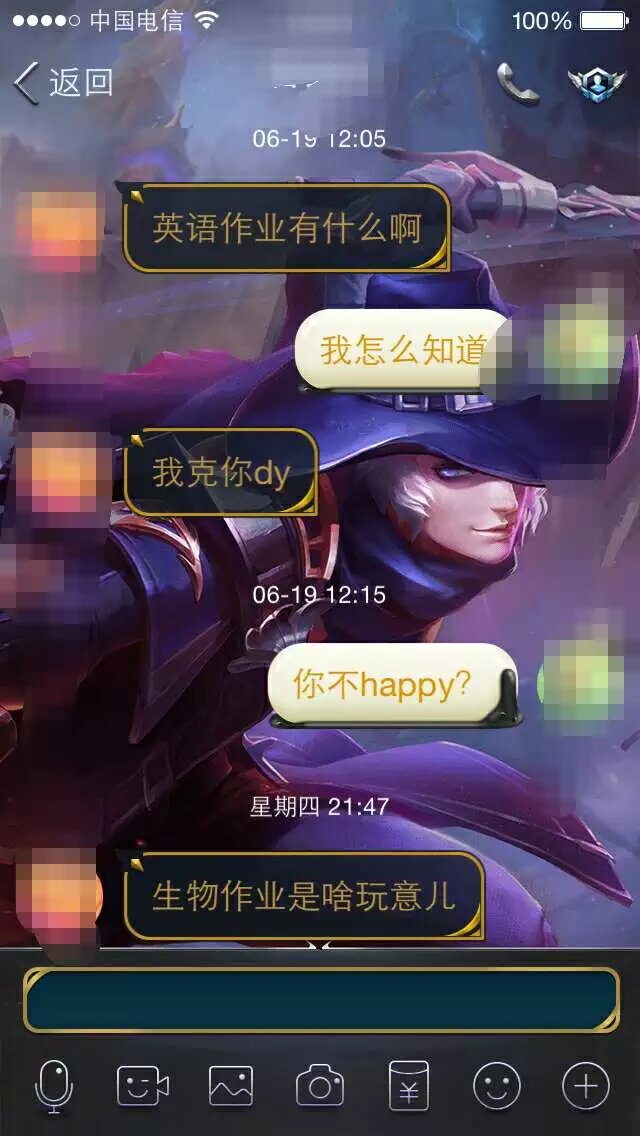 中国电信
100%
返回
06-19 12:05
英语作业有什么啊
我怎么知道
我克你dy
06-19 12:15
你不happy?
星期四 21:47
生物作业是啥玩意儿